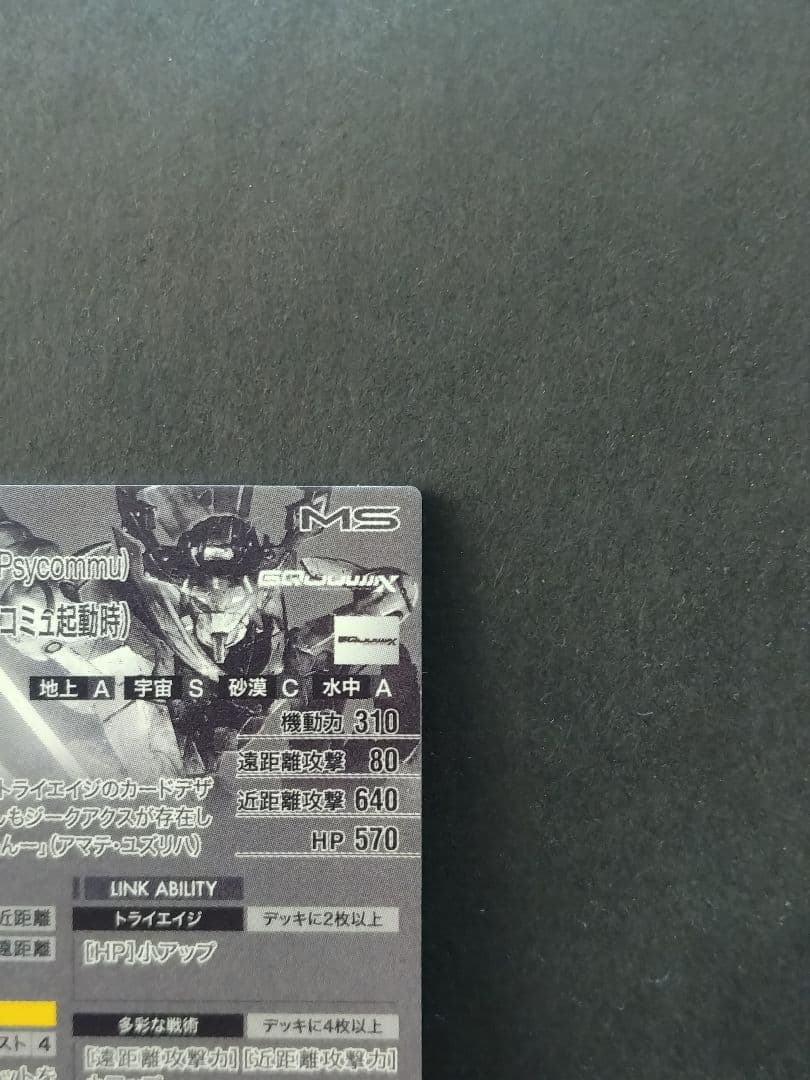 MS
Psycommu)
GQuuuuuuX
コミュ起動時)
GQuuuuuuX
地上 A 宇宙 S 砂漠 C 水中 A
機動力 310
遠距離攻撃 80
近距離攻撃 640
HP 570
トライエイジのカードデザ
もジークアクスが存在し
んー」(アマテ・ユズリハ)
LINK ABILITY
近距離 トライエイジ デッキに2枚以上
遠距離 [HP]小アップ
多彩な戦術 デッキに4枚以上
スト 4
[遠距離攻撃力][近距離攻撃力]
ットを